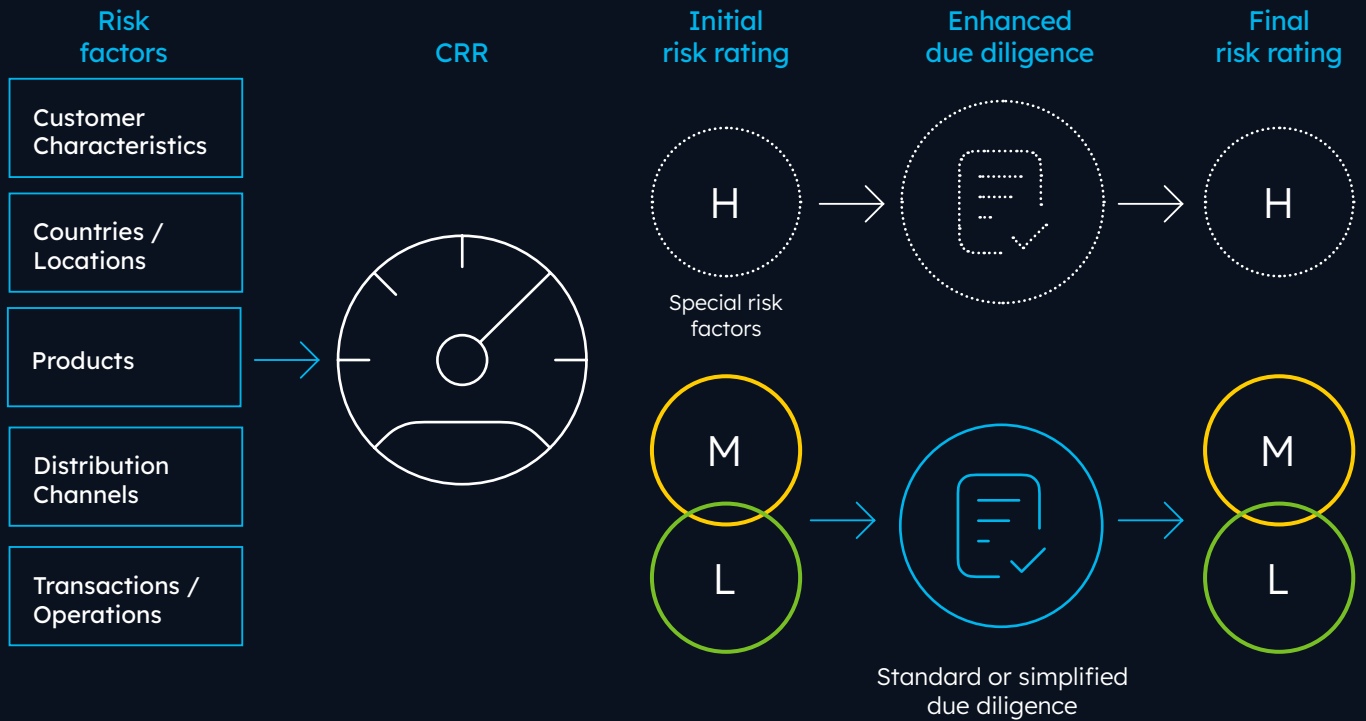 Risk
factors
CRR
Initial
risk rating
Enhanced
due diligence
Final
risk rating
Customer
Characteristics
Countries /
Locations
Products
Distribution
Channels
Transactions /
Operations
H
Special risk
factors
H
M
L
Standard or simplified
due diligence
M
L